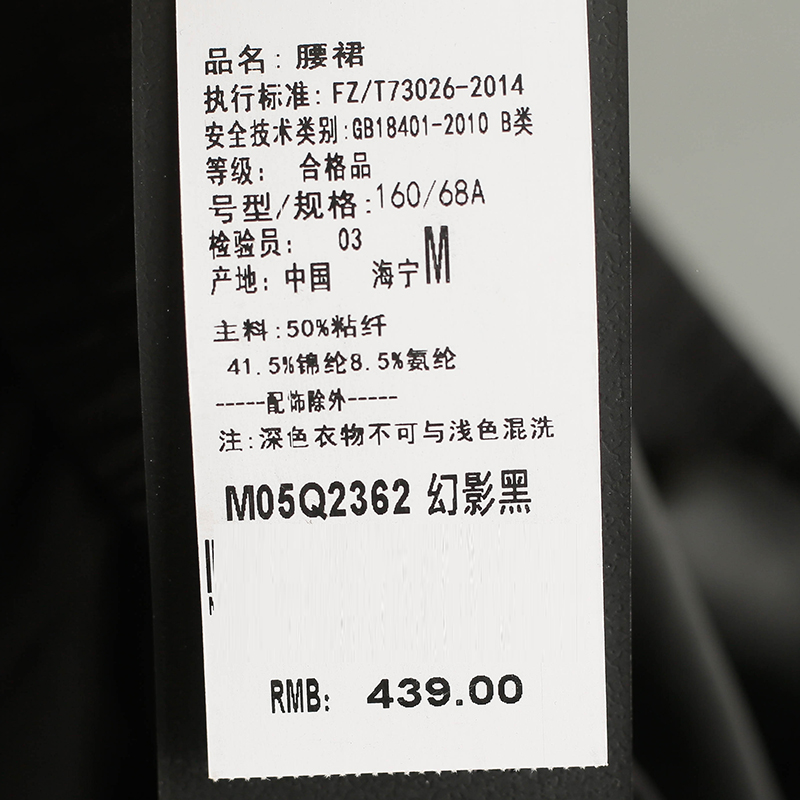 品名: 腰裙
执行标准: FZ/T73026-2014
安全技术类别:GB18401-2010 B类
等级: 合格品
号型/规格:160/68A
检验员: 03
产地: 中国 海宁 M
主料:50%粘纤
41.5%锦纶8.5%氨纶
-----配饰除外-----
注:深色衣物不可与浅色混洗
M05Q2362 幻影黑
RMB: 439.00